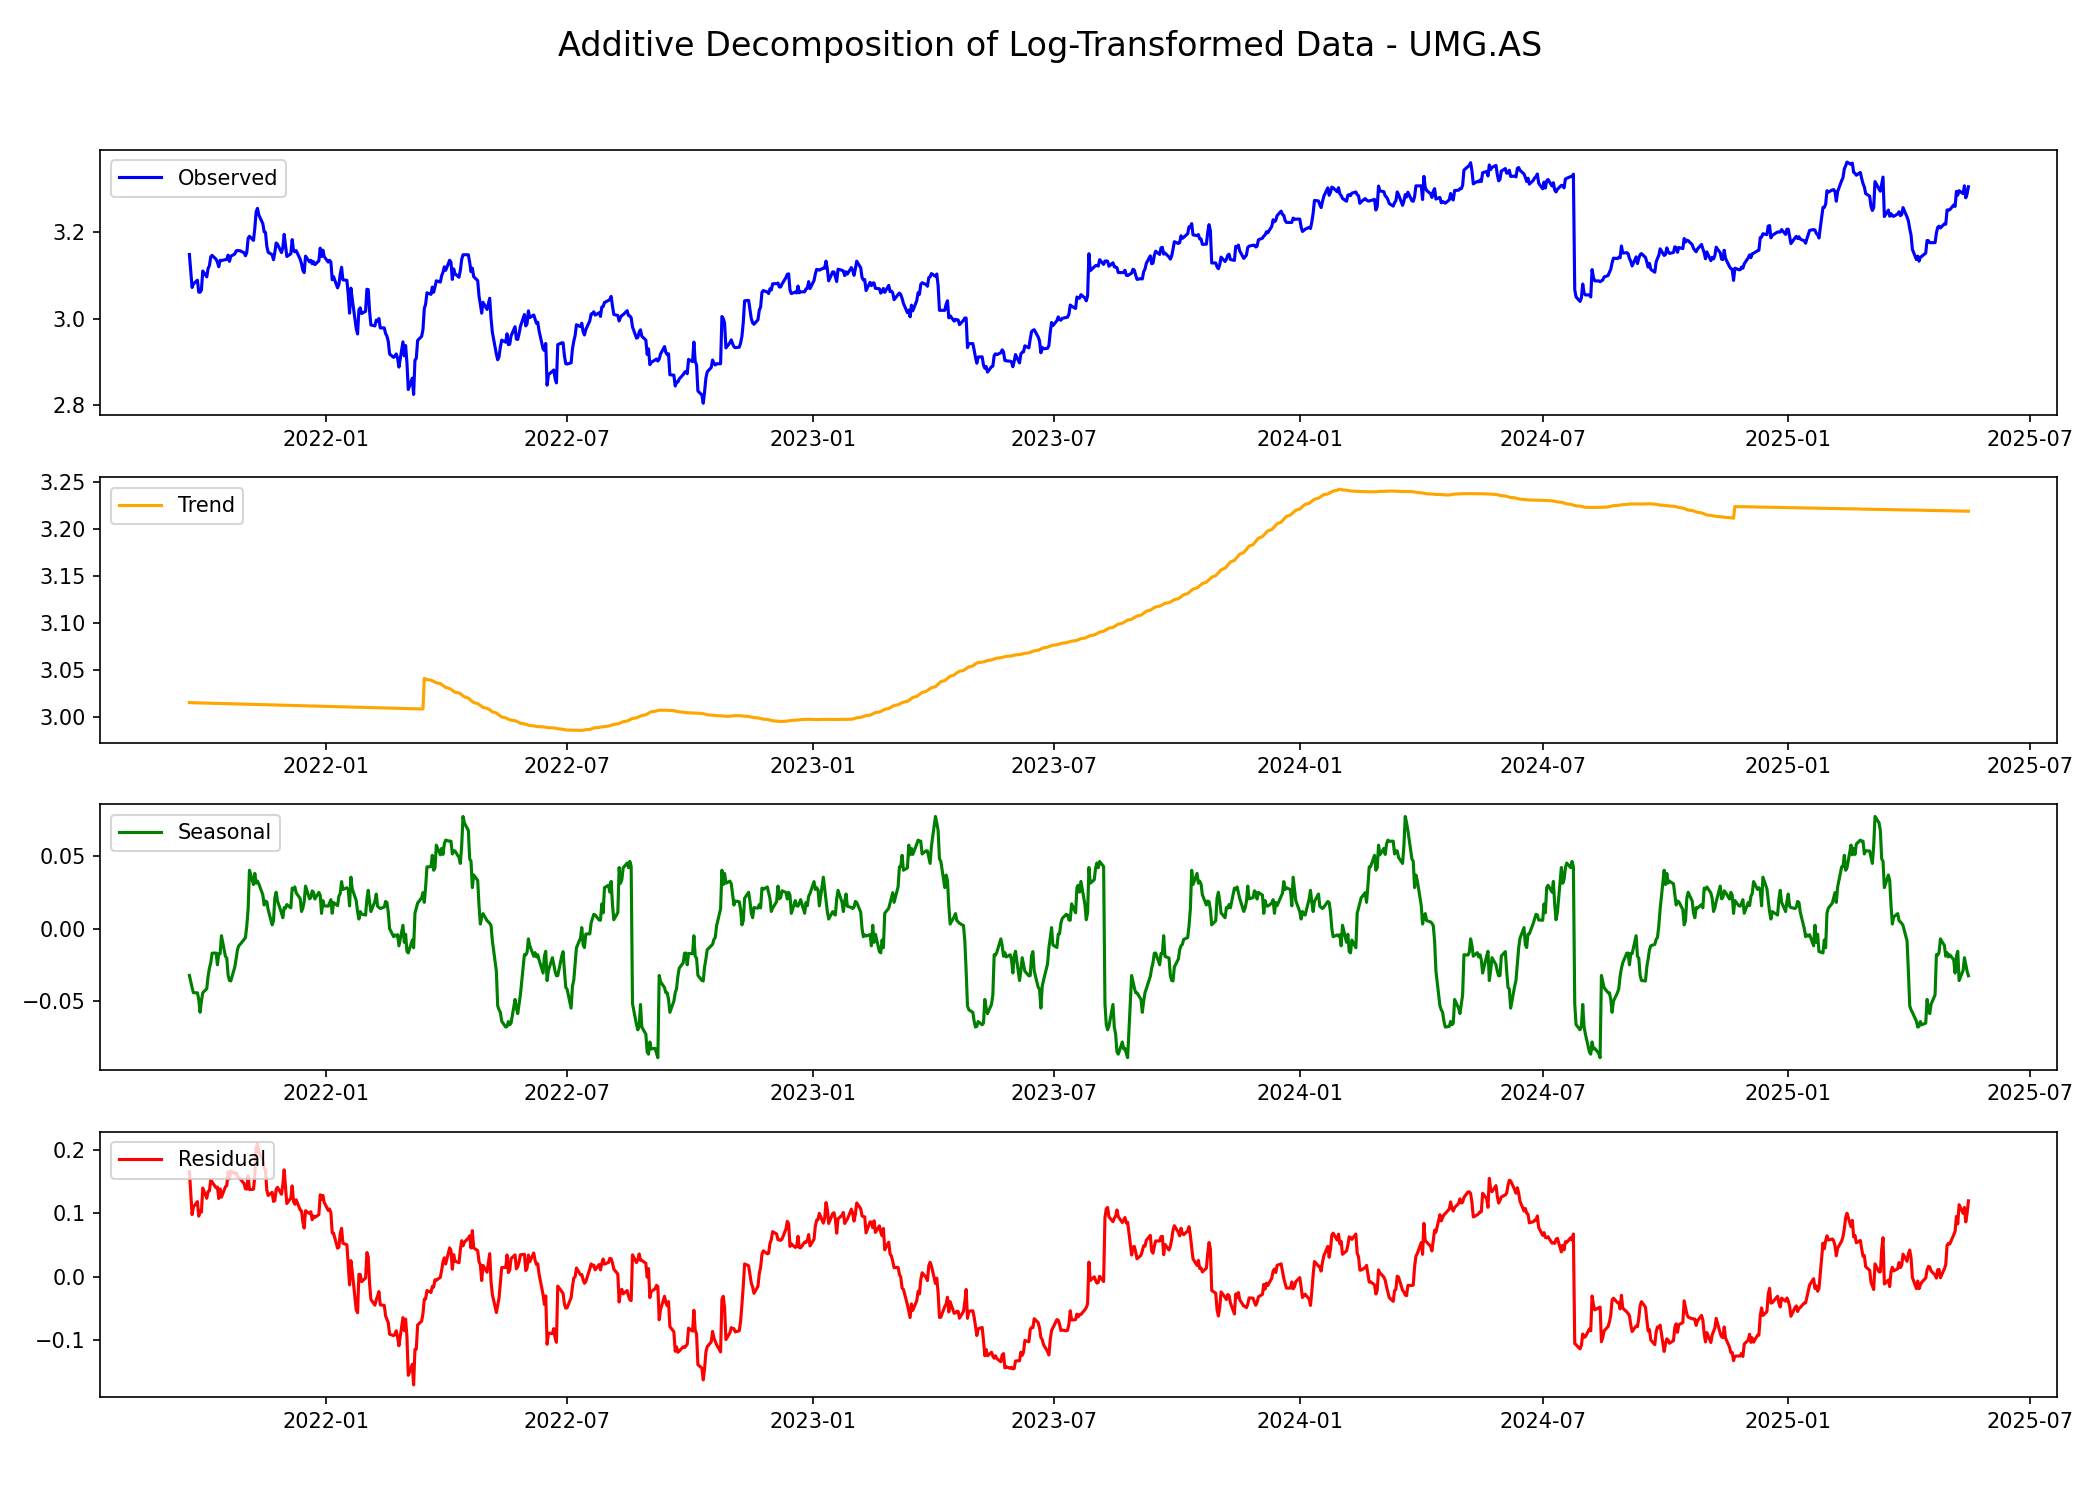 Additive Decomposition of Log-Transformed Data - UMG.AS
Observed
3.2
3.0
2.8
2022-01 2022-07 2023-01 2023-07 2024-01 2024-07 2025-01 2025-07
Trend
3.25
3.20
3.15
3.10
3.05
3.00
2022-01 2022-07 2023-01 2023-07 2024-01 2024-07 2025-01 2025-07
Seasonal
0.05
0.00
−0.05
2022-01 2022-07 2023-01 2023-07 2024-01 2024-07 2025-01 2025-07
Residual
0.2
0.1
0.0
−0.1
2022-01 2022-07 2023-01 2023-07 2024-01 2024-07 2025-01 2025-07